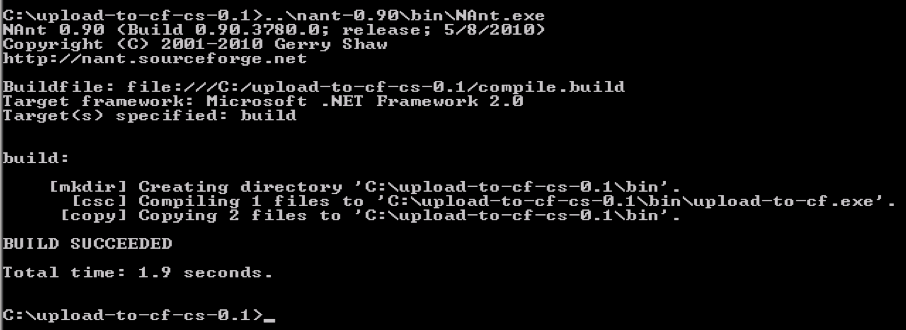 C:\upload-to-cf-cs-0.1>..\nant-0.90\bin\NAnt.exe
NAnt 0.90 (Build 0.90.3780.0; release; 5/8/2010)
Copyright (C) 2001-2010 Gerry Shaw
http://nant.sourceforge.net
Buildfile: file:///C:/upload-to-cf-cs-0.1/compile.build
Target framework: Microsoft .NET Framework 2.0
Target(s) specified: build
build:
[mkdir] Creating directory 'C:\upload-to-cf-cs-0.1\bin'.
[csc] Compiling 1 files to 'C:\upload-to-cf-cs-0.1\bin\upload-to-cf.exe'.
[copy] Copying 2 files to 'C:\upload-to-cf-cs-0.1\bin'.
BUILD SUCCEEDED
Total time: 1.9 seconds.
C:\upload-to-cf-cs-0.1>_